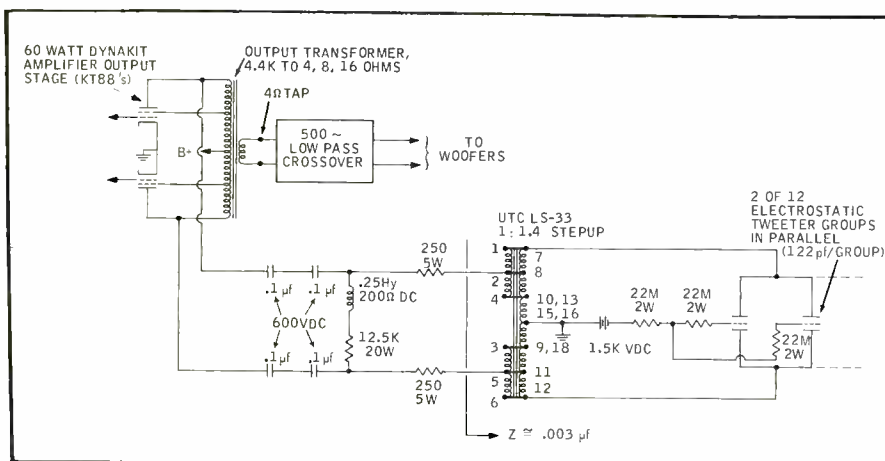 60 WATT DYNAKIT
AMPLIFIER OUTPUT
STAGE (KT88's)
OUTPUT TRANSFORMER,
4.4K TO 4, 8, 16 OHMS
4Ω TAP
B+
500 ~
LOW PASS
CROSSOVER
TO
WOOFERS
2 OF 12
ELECTROSTATIC
TWEETER GROUPS
IN PARALLEL
(122pf/GROUP)
UTC LS-33
1:1.4 STEPUP
250
5W
.1 µf
.1 µf
.25Hy
200Ω DC
600VDC
12.5K
20W
.1 µf
.1 µf
250
5W
1
2
4
3
5
6
7
8
10, 13
15, 16
9, 18
11
12
1.5K VDC
22M
2W
22M
2W
22M
2W
Z ≅ .003 µf